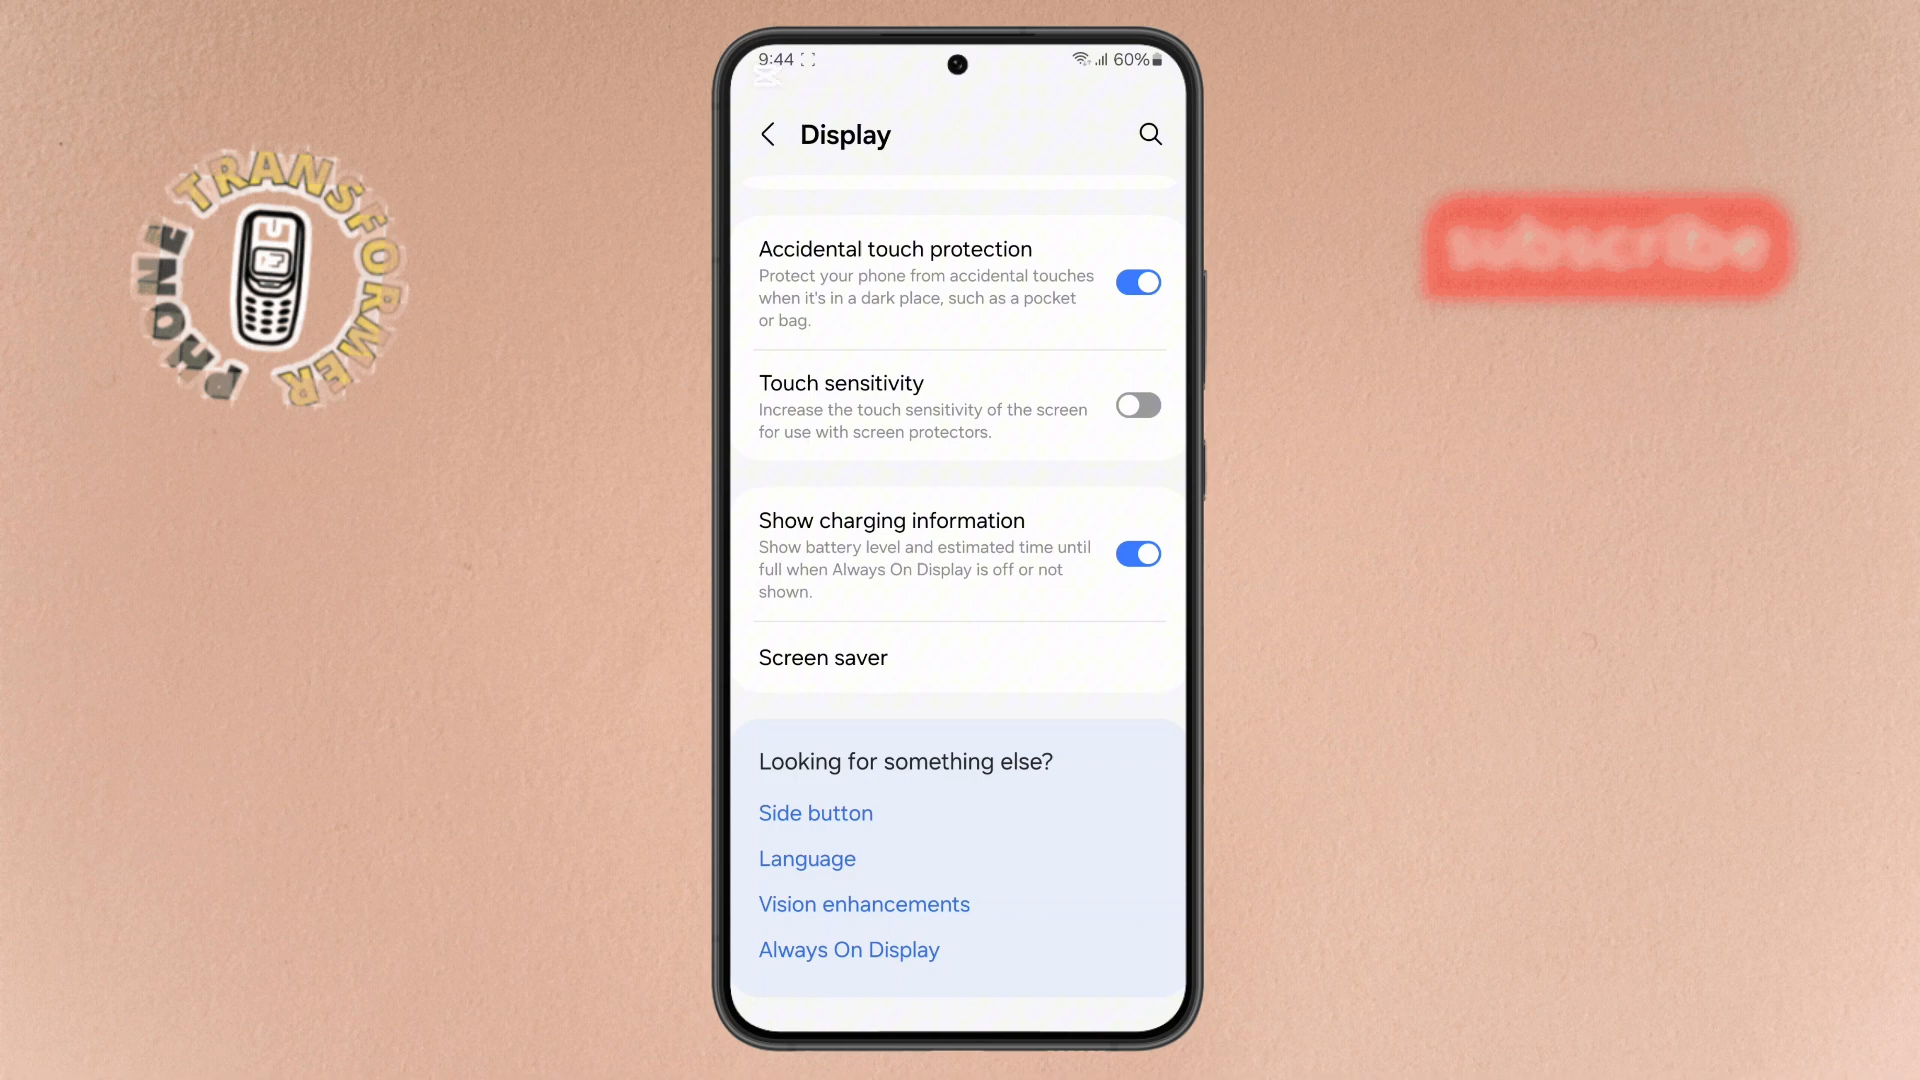 PHONE TRANSFORMER
subscribe
9:44
60%
Display
Accidental touch protection
Protect your phone from accidental touches
when it's in a dark place, such as a pocket
or bag.
Touch sensitivity
Increase the touch sensitivity of the screen
for use with screen protectors.
Show charging information
Show battery level and estimated time until
full when Always On Display is off or not
shown.
Screen saver
Looking for something else?
Side button
Language
Vision enhancements
Always On Display